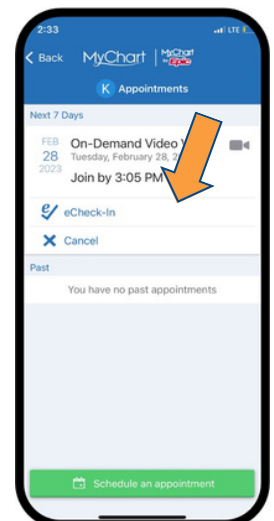 2:33 LTE
Back MyChart MyChart
by Epic
K Appointments
Next 7 Days
FEB
28
2023
On-Demand Video
Tuesday, February 28,
Join by 3:05 PM
eCheck-In
Cancel
Past
You have no past appointments
Schedule an appointment